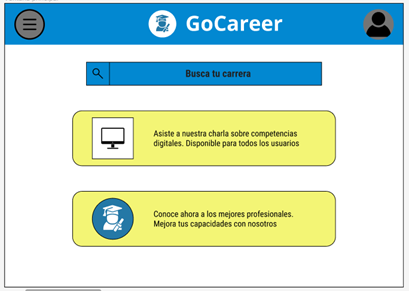 GoCareer
Busca tu carrera
Asiste a nuestra charla sobre competencias
digitales. Disponible para todos los usuarios
Conoce ahora a los mejores profesionales.
Mejora tus capacidades con nosotros